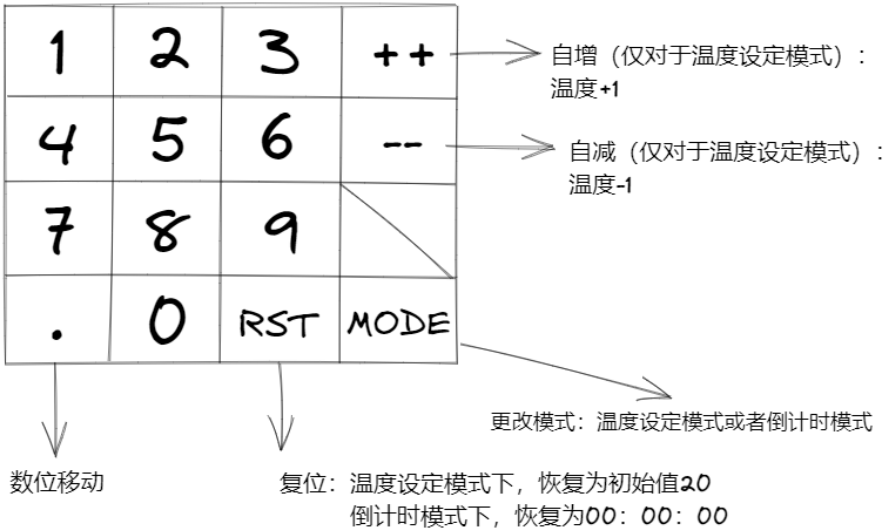 1 2 3 ++
自增（仅对于温度设定模式）：
温度+1
4 5 6 --
自减（仅对于温度设定模式）：
温度-1
7 8 9
. 0 RST MODE
更改模式：温度设定模式或者倒计时模式
数位移动
复位：温度设定模式下，恢复为初始值20
倒计时模式下，恢复为00：00：00